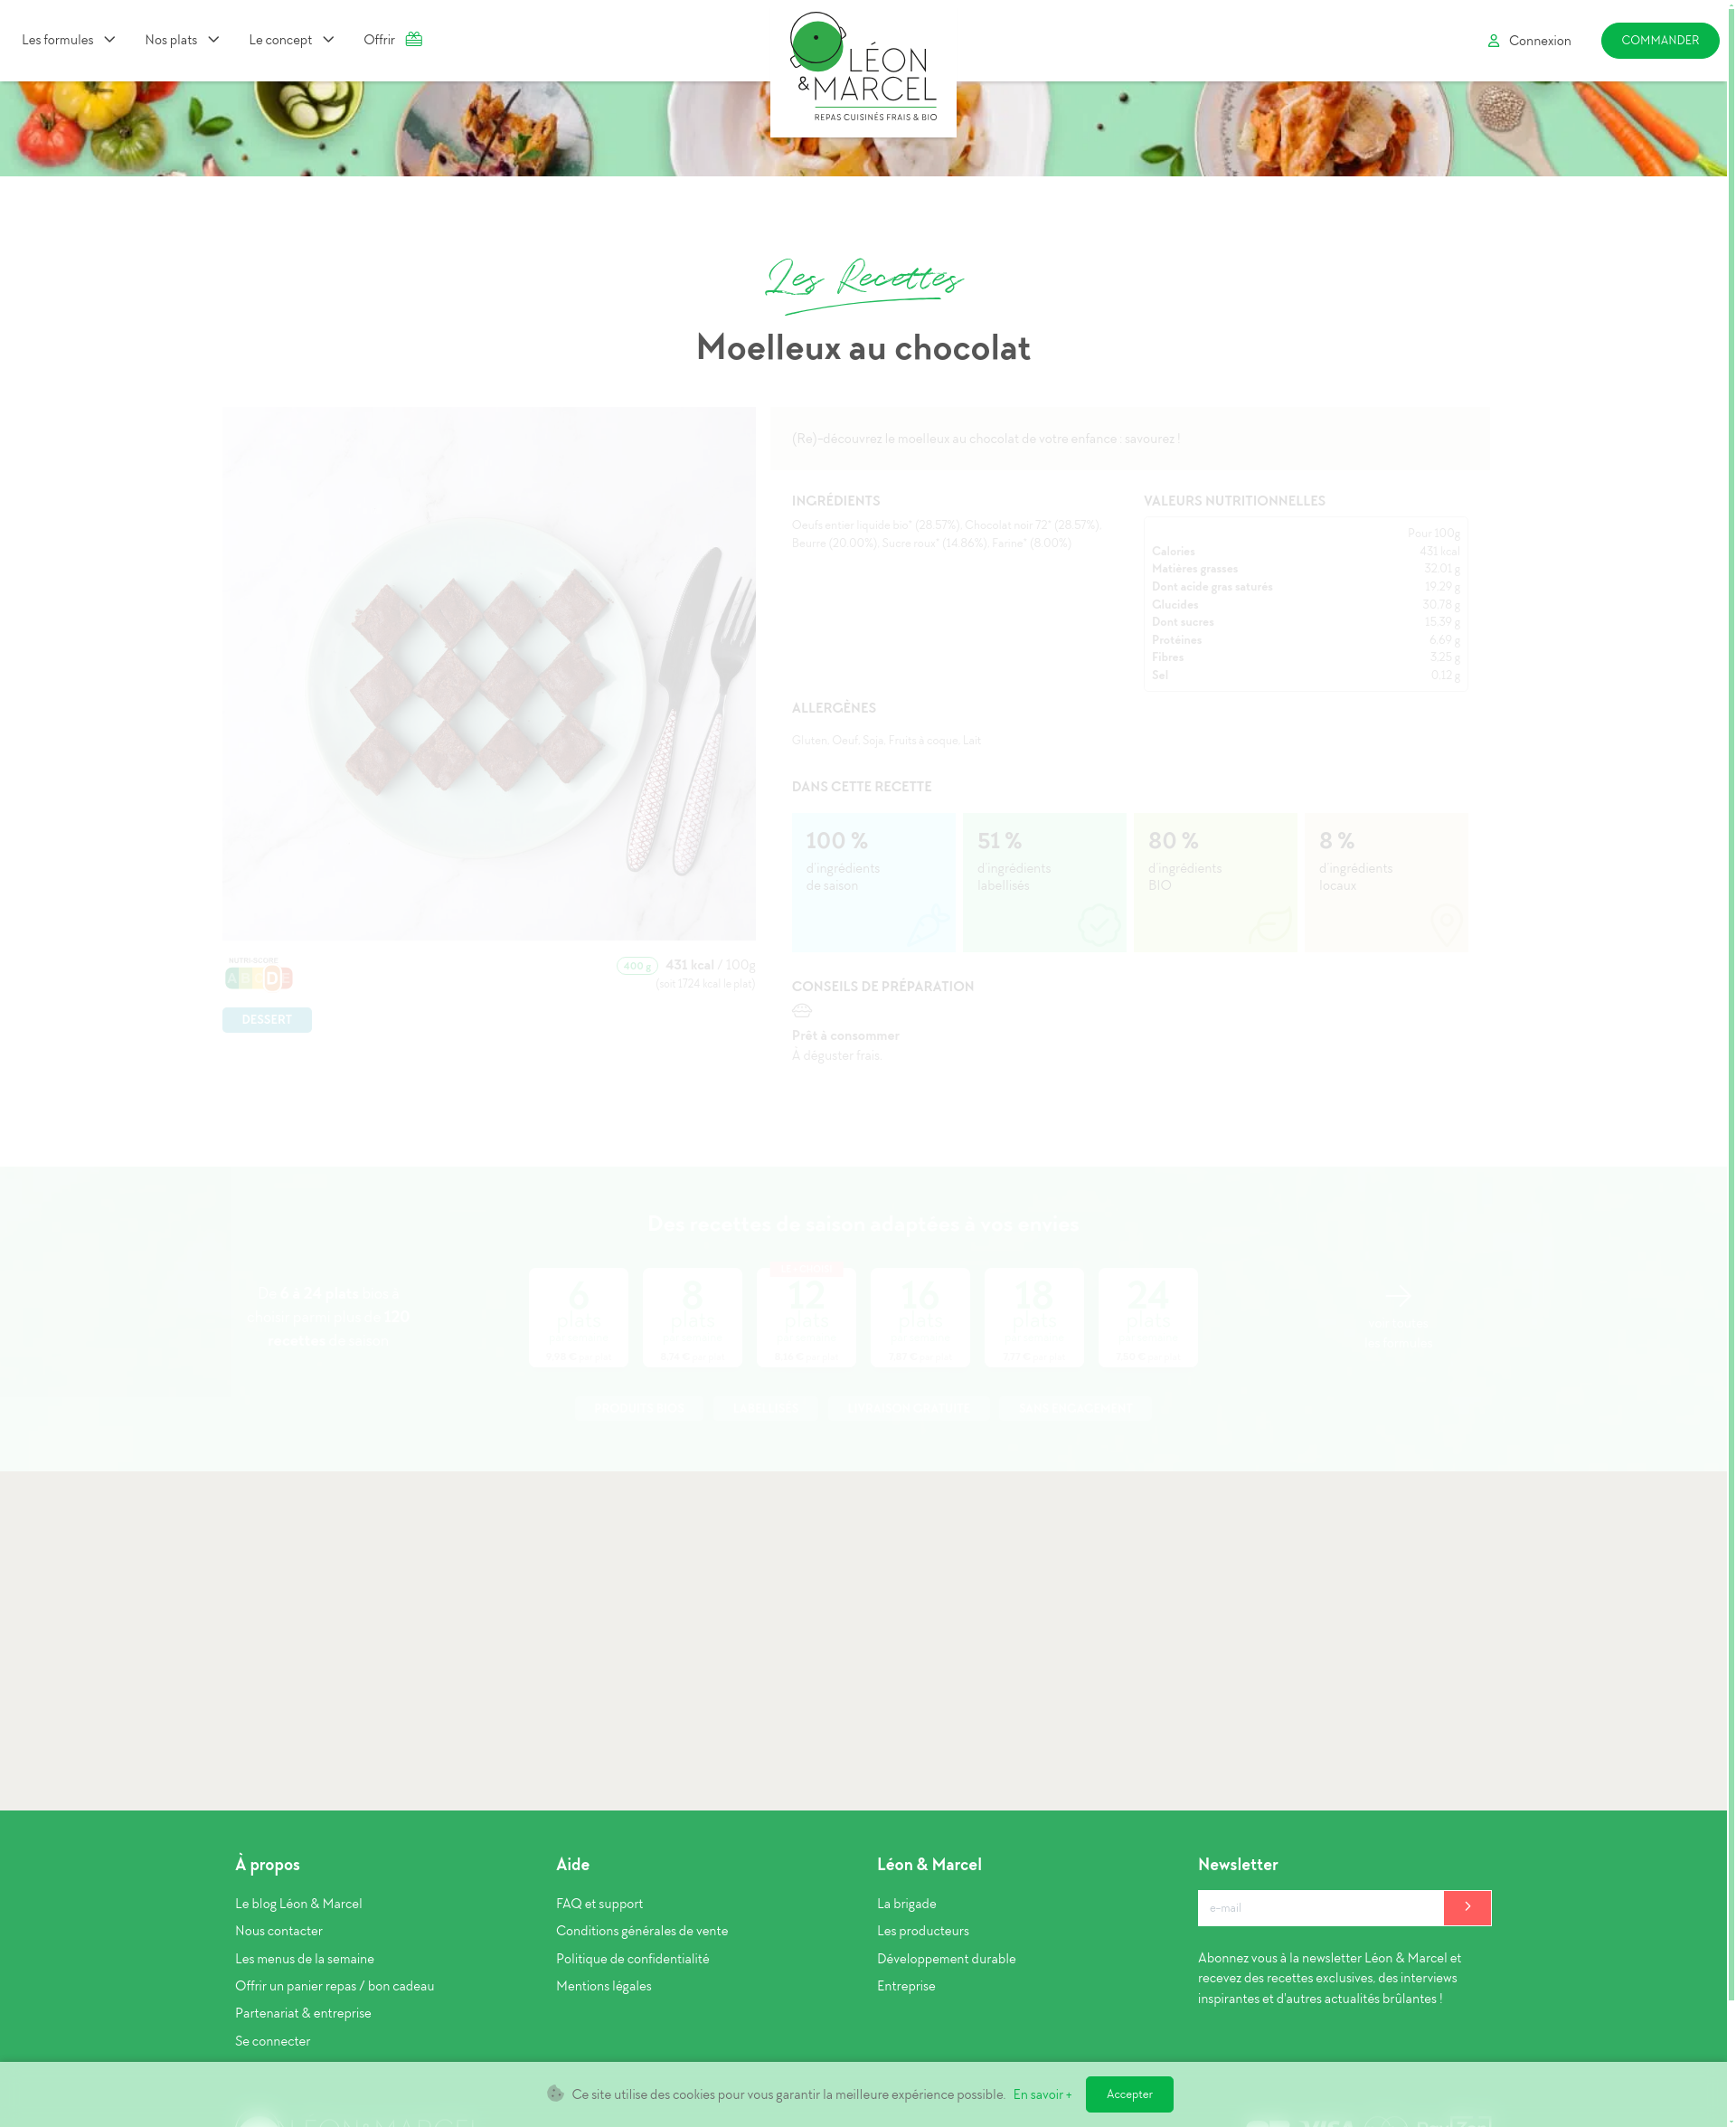 Les formules
Nos plats
Le concept
Offrir
LÉON
& MARCEL
REPAS CUISINÉS FRAIS & BIO
Connexion
COMMANDER
Les Recettes
Moelleux au chocolat
(Re)-découvrez le moelleux au chocolat de votre enfance : savourez !
INGRÉDIENTS
Oeufs entier liquide bio* (28.57%), Chocolat noir 72* (28.57%),
Beurre (20.00%), Sucre roux* (14.86%), Farine* (8.00%)
VALEURS NUTRITIONNELLES
Pour 100g
Calories 431 kcal
Matières grasses 32.01 g
Dont acide gras saturés 19.29 g
Glucides 30.78 g
Dont sucres 15.39 g
Protéines 6.69 g
Fibres 3.25 g
Sel 0.12 g
ALLERGÈNES
Gluten, Oeuf, Soja, Fruits à coque, Lait
DANS CETTE RECETTE
100 %
d'ingrédients
de saison
51 %
d'ingrédients
labellisés
80 %
d'ingrédients
BIO
8 %
d'ingrédients
locaux
NUTRI-SCORE
A B C D E
400 g 431 kcal / 100g
(soit 1724 kcal le plat)
DESSERT
CONSEILS DE PRÉPARATION
Prêt à consommer
À déguster frais.
Des recettes de saison adaptées à vos envies
De 6 à 24 plats
120
recettes
6
plats
8
plats
12
plats
16
plats
18
plats
24
plats
À propos
Le blog Léon & Marcel
Nous contacter
Les menus de la semaine
Offrir un panier repas / bon cadeau
Partenariat & entreprise
Se connecter
Aide
FAQ et support
Conditions générales de vente
Politique de confidentialité
Mentions légales
Léon & Marcel
La brigade
Les producteurs
Développement durable
Entreprise
Newsletter
e-mail
Abonnez vous à la newsletter Léon & Marcel et
recevez des recettes exclusives, des interviews
inspirantes et d'autres actualités brûlantes !
Ce site utilise des cookies pour vous garantir la meilleure expérience possible. En savoir +
Accepter